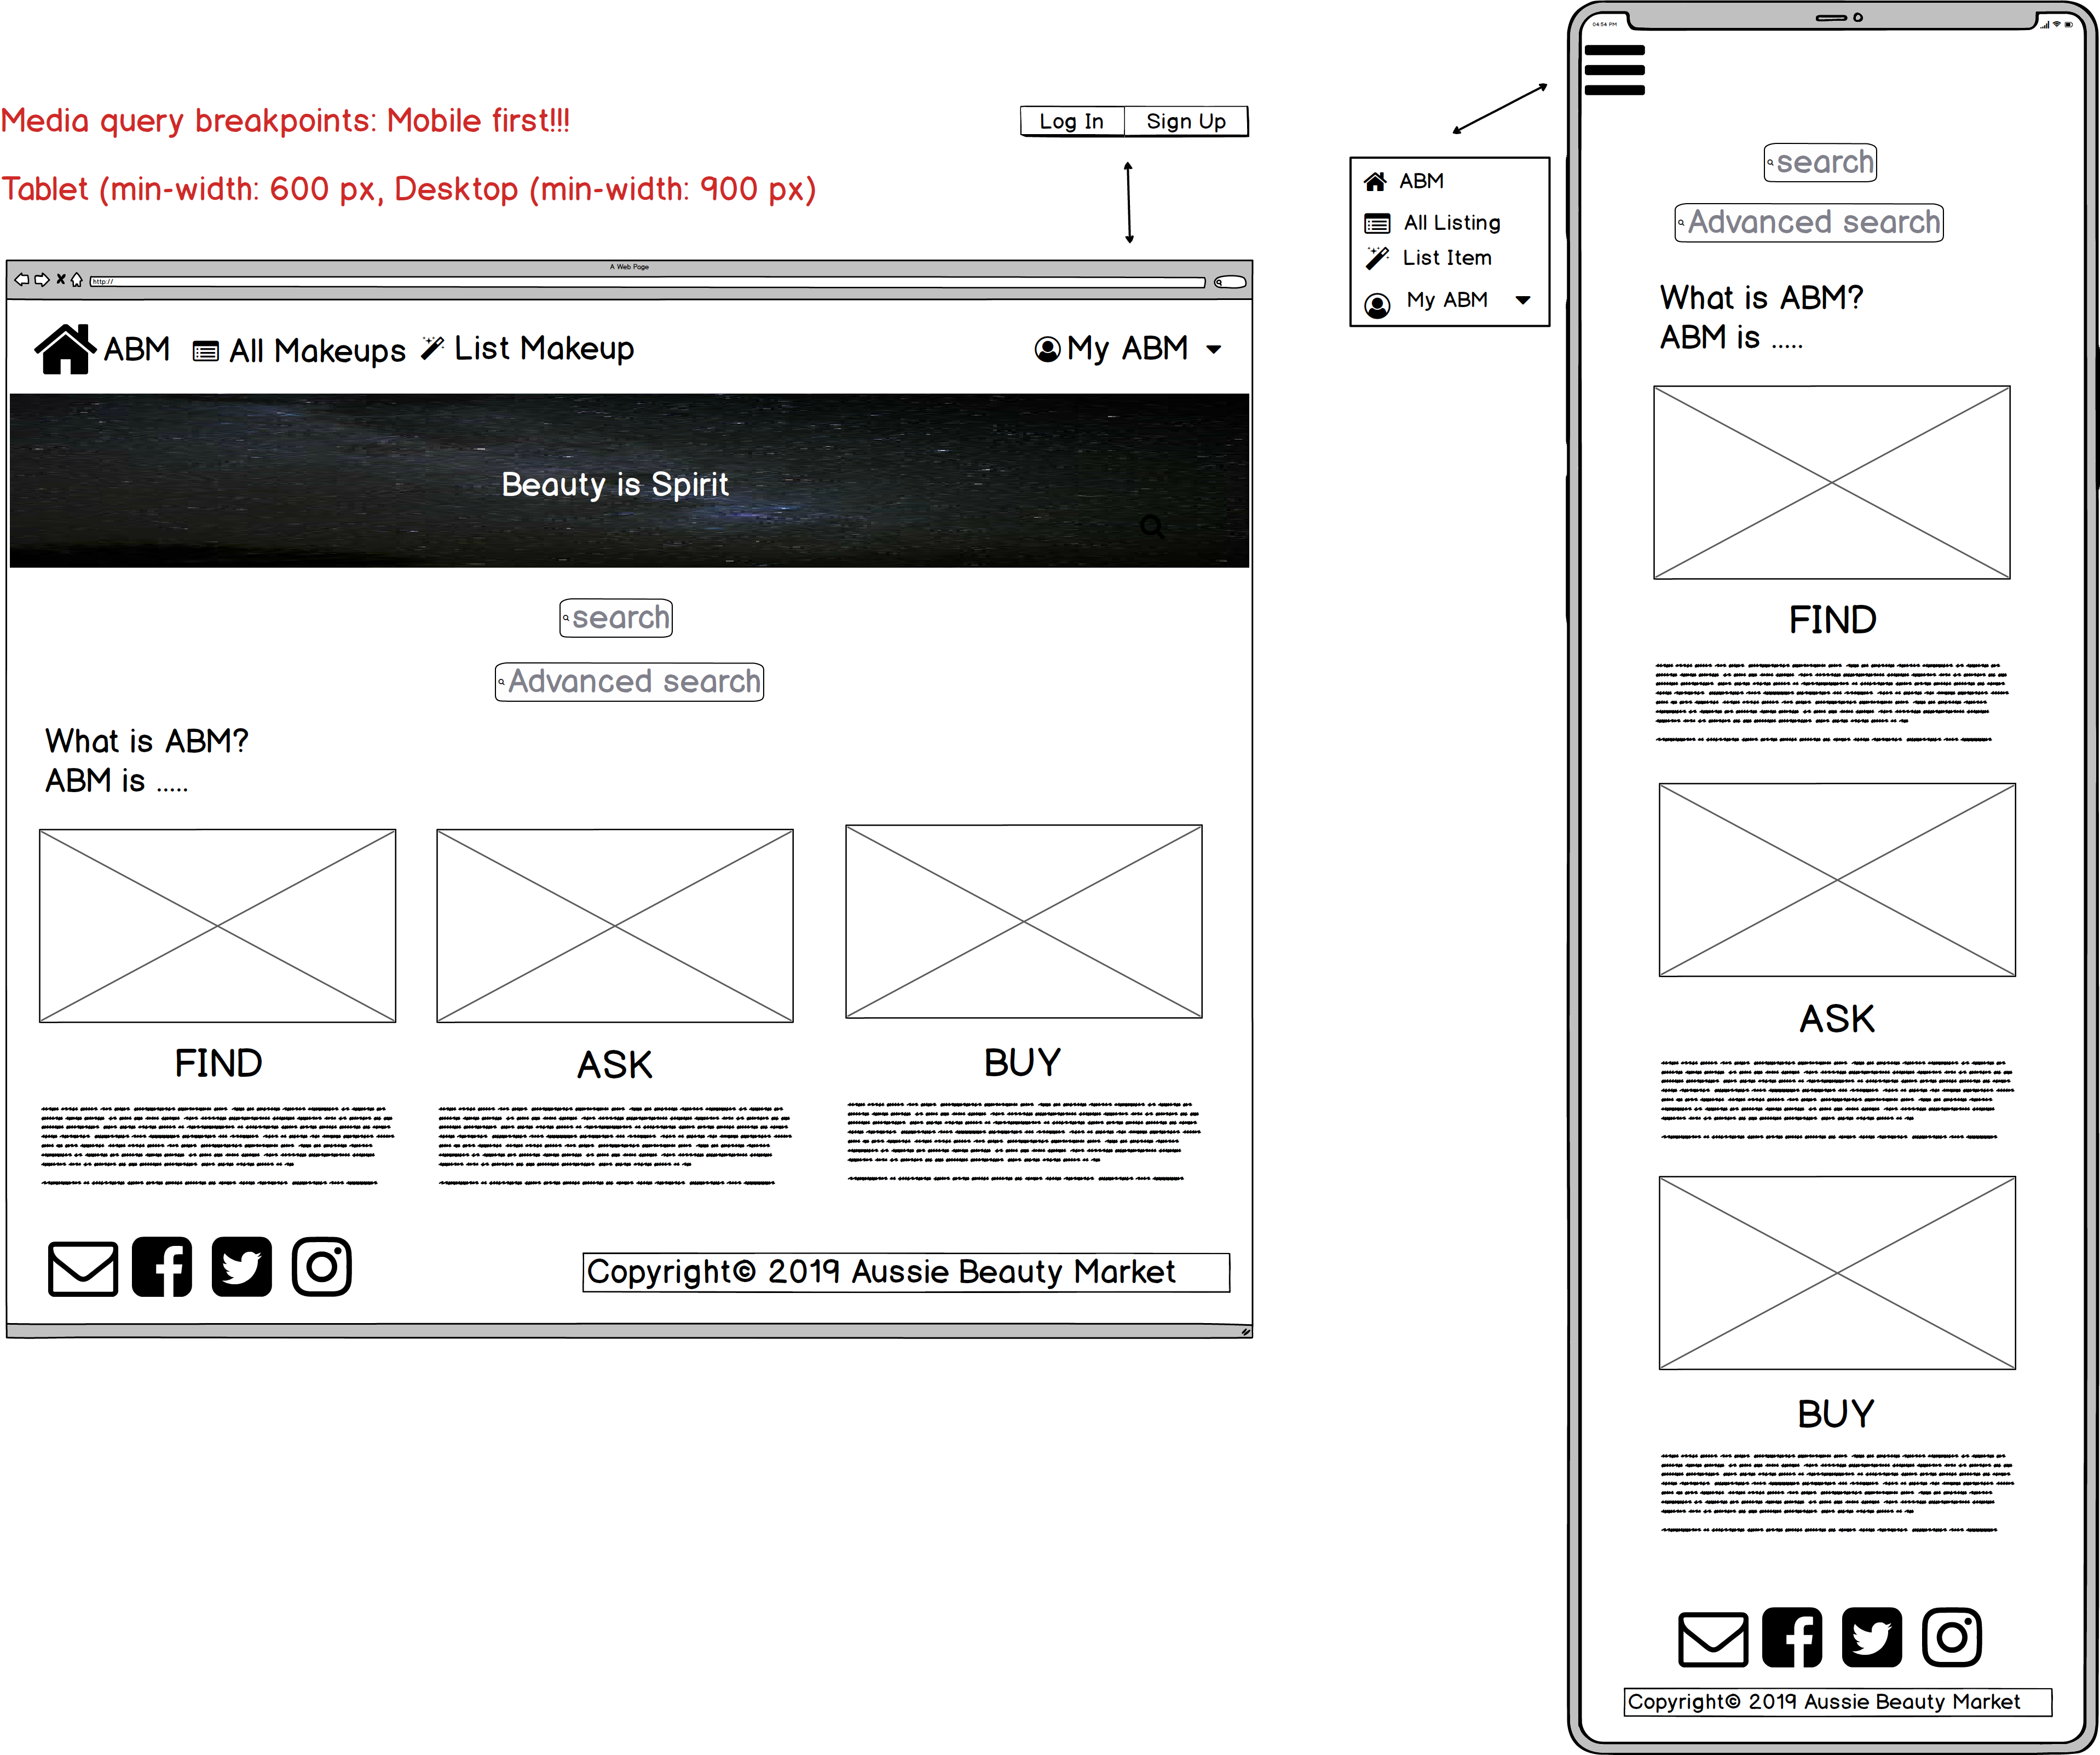 Media query breakpoints: Mobile first!!!
Tablet (min-width: 600 px, Desktop (min-width: 900 px)
Log In
Sign Up
A Web Page
http://
ABM
All Makeups
List Makeup
My ABM
Beauty is Spirit
search
Advanced search
What is ABM?
ABM is .....
FIND
ASK
BUY
Copyright© 2019 Aussie Beauty Market
ABM
All Listing
List Item
My ABM
04:54 PM
search
Advanced search
What is ABM?
ABM is .....
FIND
ASK
BUY
Copyright© 2019 Aussie Beauty Market